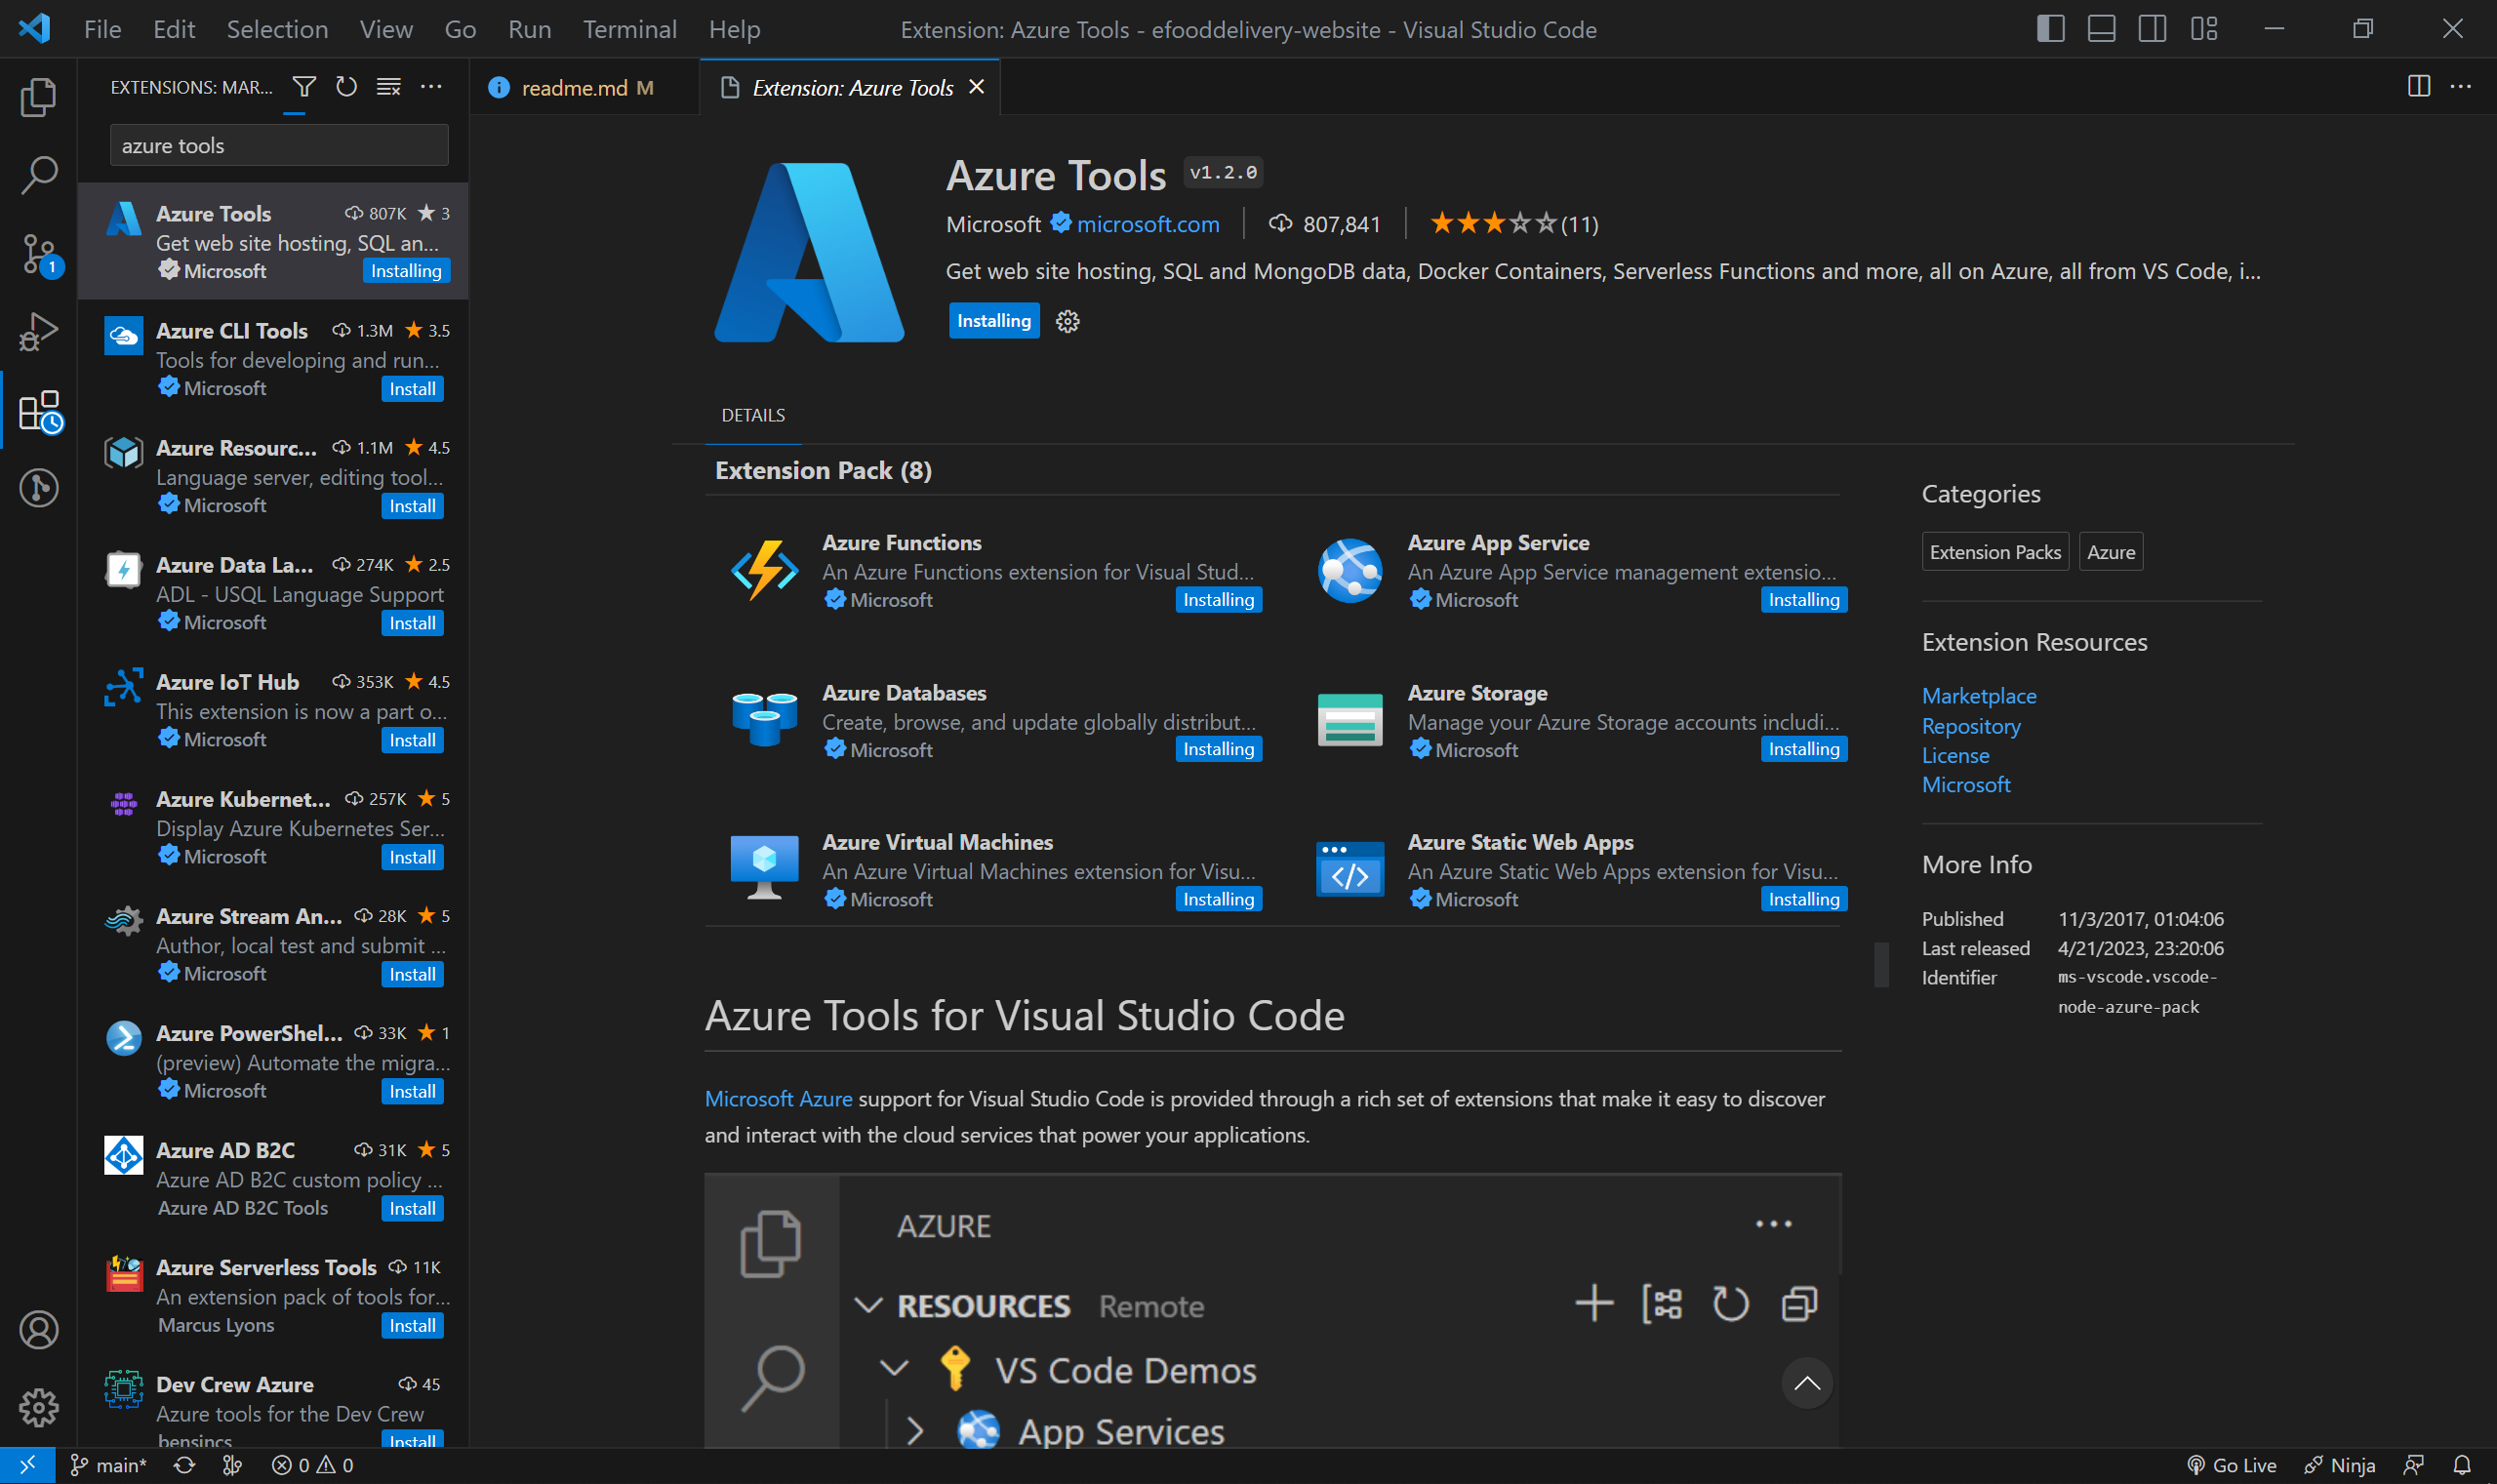 File Edit Selection View Go Run Terminal Help
Extension: Azure Tools - efooddelivery-website - Visual Studio Code
EXTENSIONS: MAR...
azure tools
Azure Tools 807K 3
Get web site hosting, SQL an...
Microsoft Installing
Azure CLI Tools 1.3M 3.5
Tools for developing and run...
Microsoft Install
Azure Resourc... 1.1M 4.5
Language server, editing tool...
Microsoft Install
Azure Data La... 274K 2.5
ADL - USQL Language Support
Microsoft Install
Azure IoT Hub 353K 4.5
This extension is now a part o...
Microsoft Install
Azure Kubernet... 257K 5
Display Azure Kubernetes Ser...
Microsoft Install
Azure Stream An... 28K 5
Author, local test and submit ...
Microsoft Install
Azure PowerShel... 33K 1
(preview) Automate the migra...
Microsoft Install
Azure AD B2C 31K 5
Azure AD B2C custom policy ...
Azure AD B2C Tools Install
Azure Serverless Tools 11K
An extension pack of tools for...
Marcus Lyons Install
Dev Crew Azure 45
Azure tools for the Dev Crew
bensincs Install
1
readme.md M
Extension: Azure Tools
Azure Tools v1.2.0
Microsoft microsoft.com 807,841 (11)
Get web site hosting, SQL and MongoDB data, Docker Containers, Serverless Functions and more, all on Azure, all from VS Code, i...
Installing
DETAILS
Extension Pack (8)
Azure Functions
An Azure Functions extension for Visual Stud...
Microsoft Installing
Azure App Service
An Azure App Service management extensio...
Microsoft Installing
Azure Databases
Create, browse, and update globally distribut...
Microsoft Installing
Azure Storage
Manage your Azure Storage accounts includi...
Microsoft Installing
Azure Virtual Machines
An Azure Virtual Machines extension for Visu...
Microsoft Installing
Azure Static Web Apps
An Azure Static Web Apps extension for Visu...
Microsoft Installing
Azure Tools for Visual Studio Code
Microsoft Azure support for Visual Studio Code is provided through a rich set of extensions that make it easy to discover
and interact with the cloud services that power your applications.
AZURE
RESOURCES Remote
VS Code Demos
App Services
Categories
Extension Packs Azure
Extension Resources
Marketplace
Repository
License
Microsoft
More Info
Published 11/3/2017, 01:04:06
Last released 4/21/2023, 23:20:06
Identifier ms-vscode.vscode-
node-azure-pack
main* 0 0
Go Live Ninja